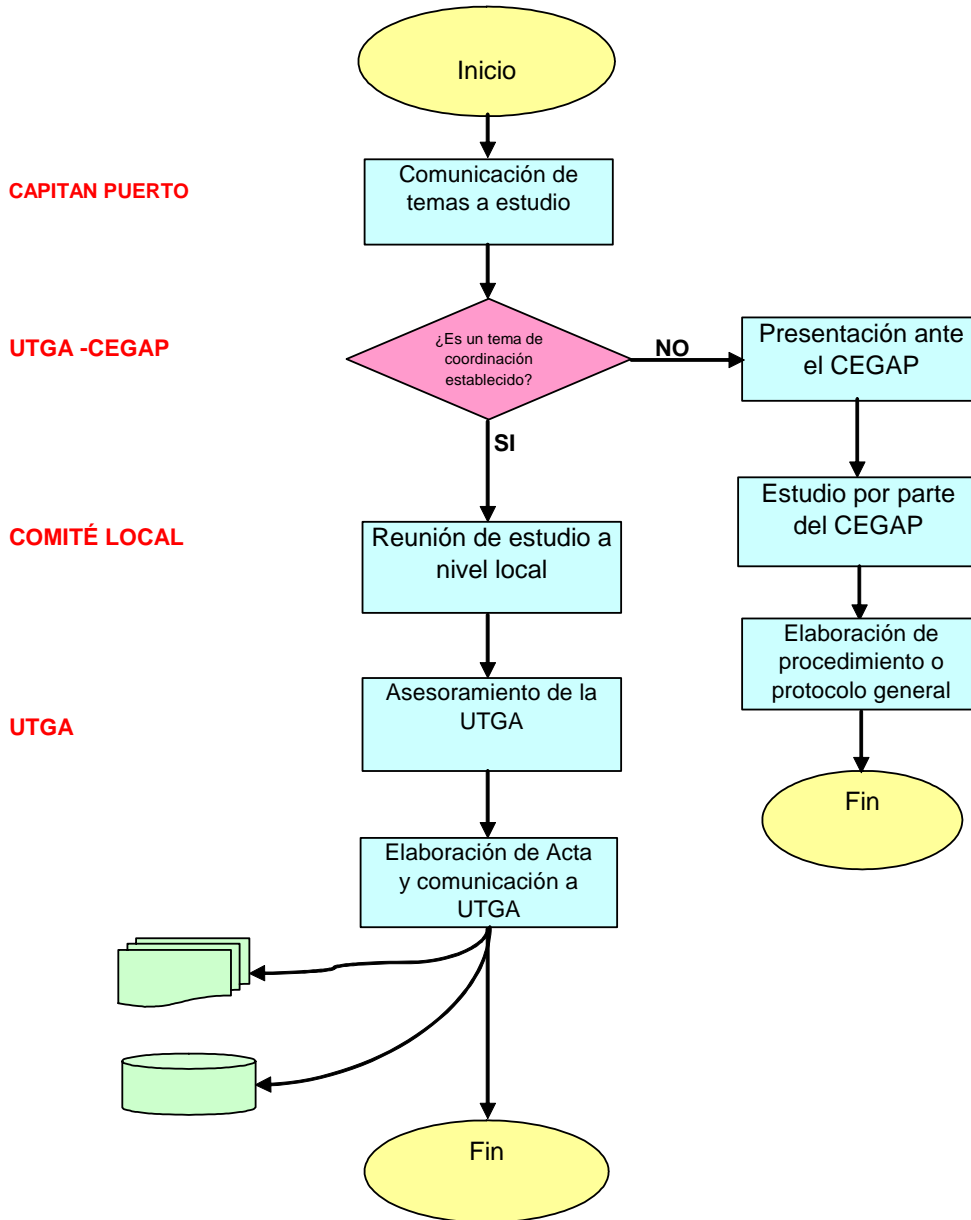 Inicio
CAPITAN PUERTO
Comunicación de
temas a estudio
UTGA -CEGAP
¿Es un tema de
coordinación
establecido?
NO
Presentación ante
el CEGAP
SI
Estudio por parte
del CEGAP
COMITÉ LOCAL
Reunión de estudio a
nivel local
Elaboración de
procedimiento o
protocolo general
UTGA
Asesoramiento de la
UTGA
Fin
Elaboración de Acta
y comunicación a
UTGA
Fin